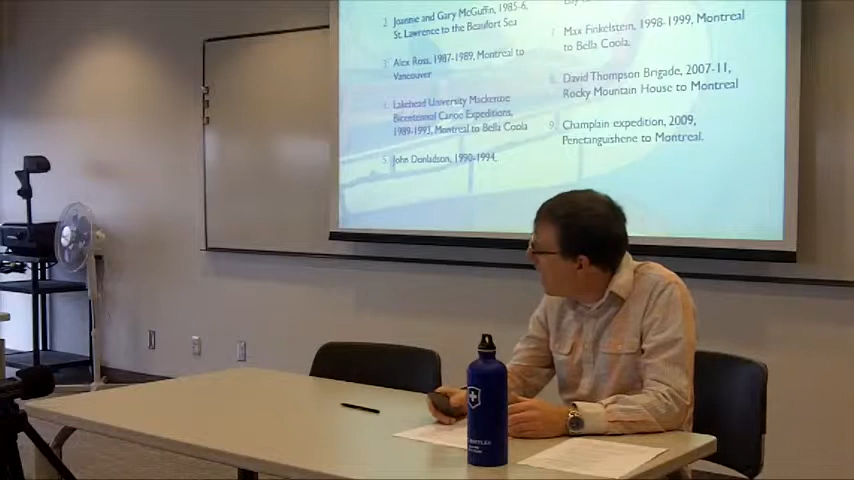 2. Joannie and Gary McGuffin, 1985-6,
St. Lawrence to the Beaufort Sea
3. Alex Ross, 1987-1989, Montreal to
Vancouver
4. Lakehead University Mackenzie
Bicentennial Canoe Expeditions,
1989-1993, Montreal to Bella Coola
5. John Donaldson, 1990-1994,
7. Max Finkelstein, 1998-1999, Montreal
to Bella Coola.
8. David Thompson Brigade, 2007-11,
Rocky Mountain House to Montreal
9. Champlain expedition, 2009,
Penetanguishene to Montreal.